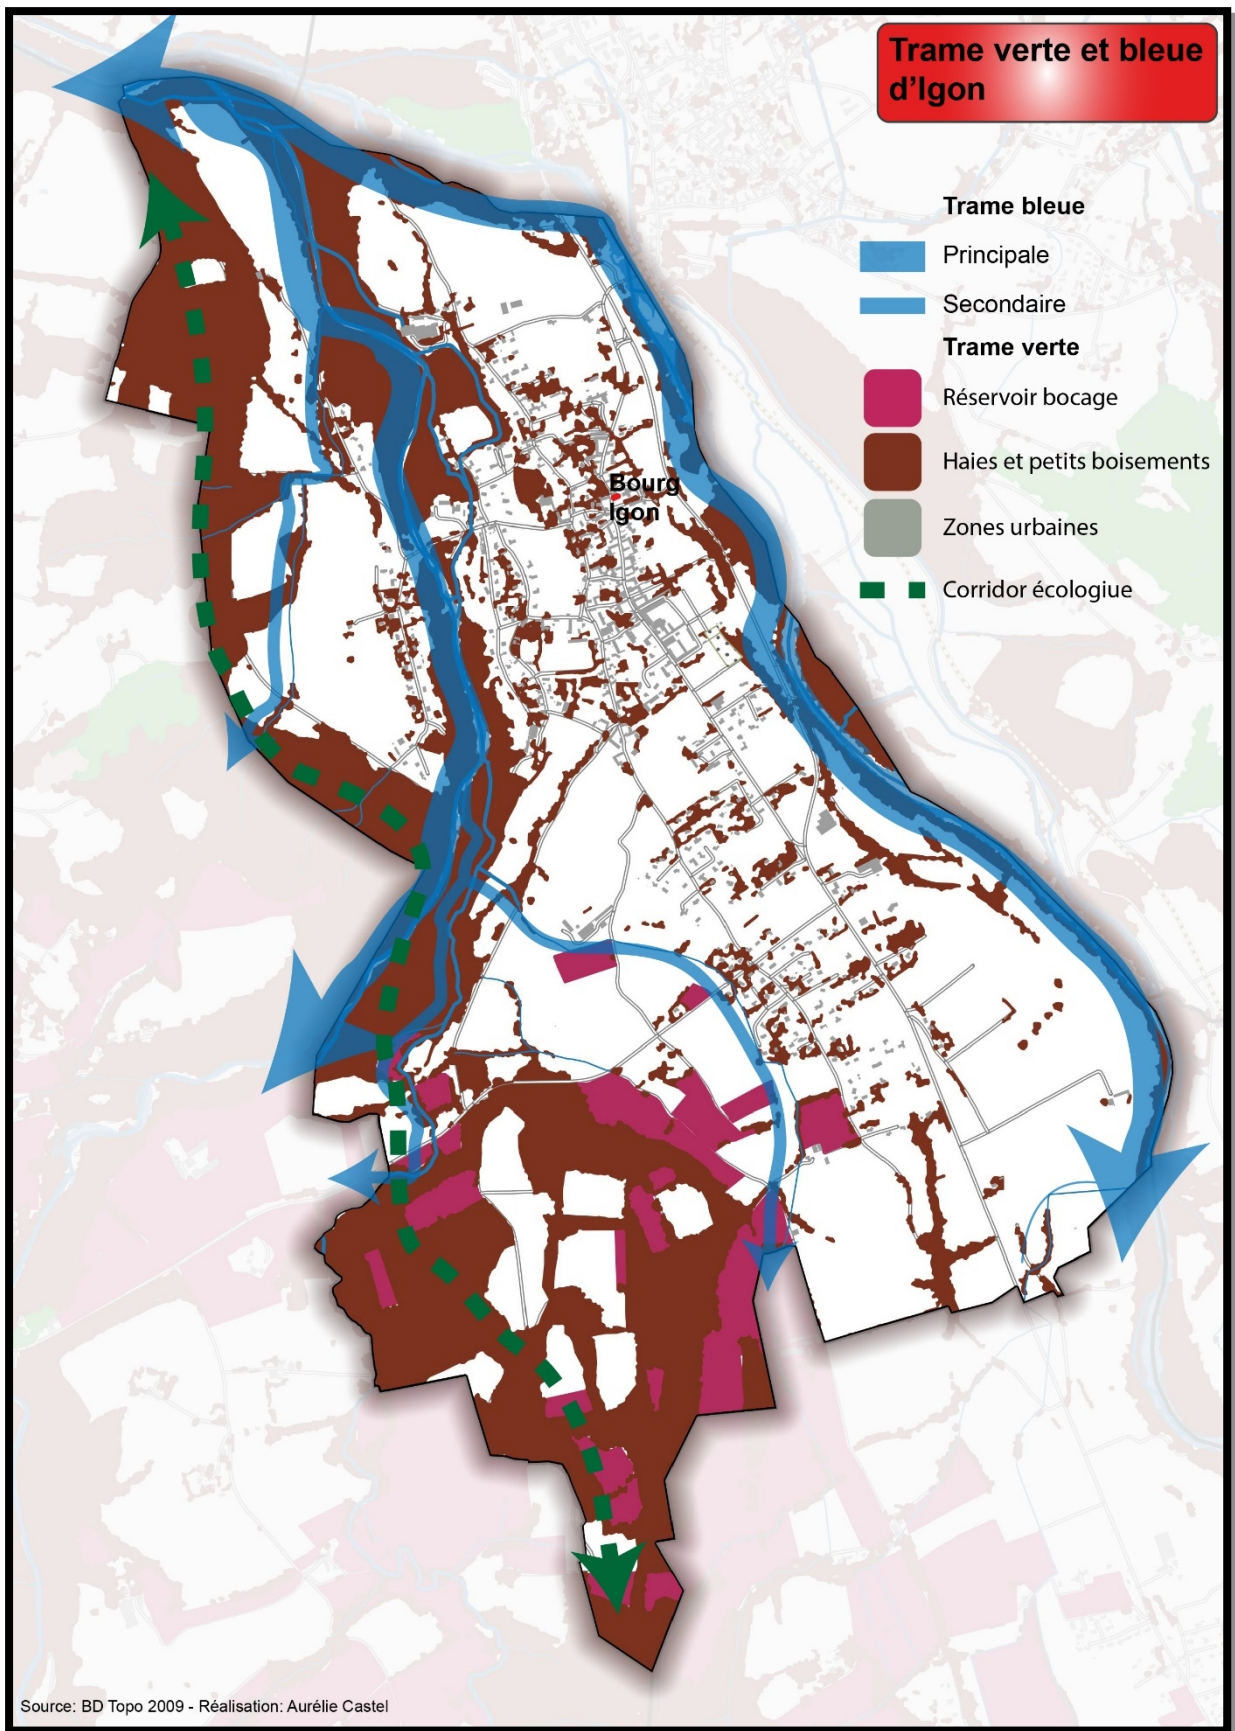 Trame verte et bleue
d'Igon
Trame bleue
Principale
Secondaire
Trame verte
Réservoir bocage
Haies et petits boisements
Zones urbaines
Corridor écologiue
Bourg
Igon
Source: BD Topo 2009 - Réalisation: Aurélie Castel